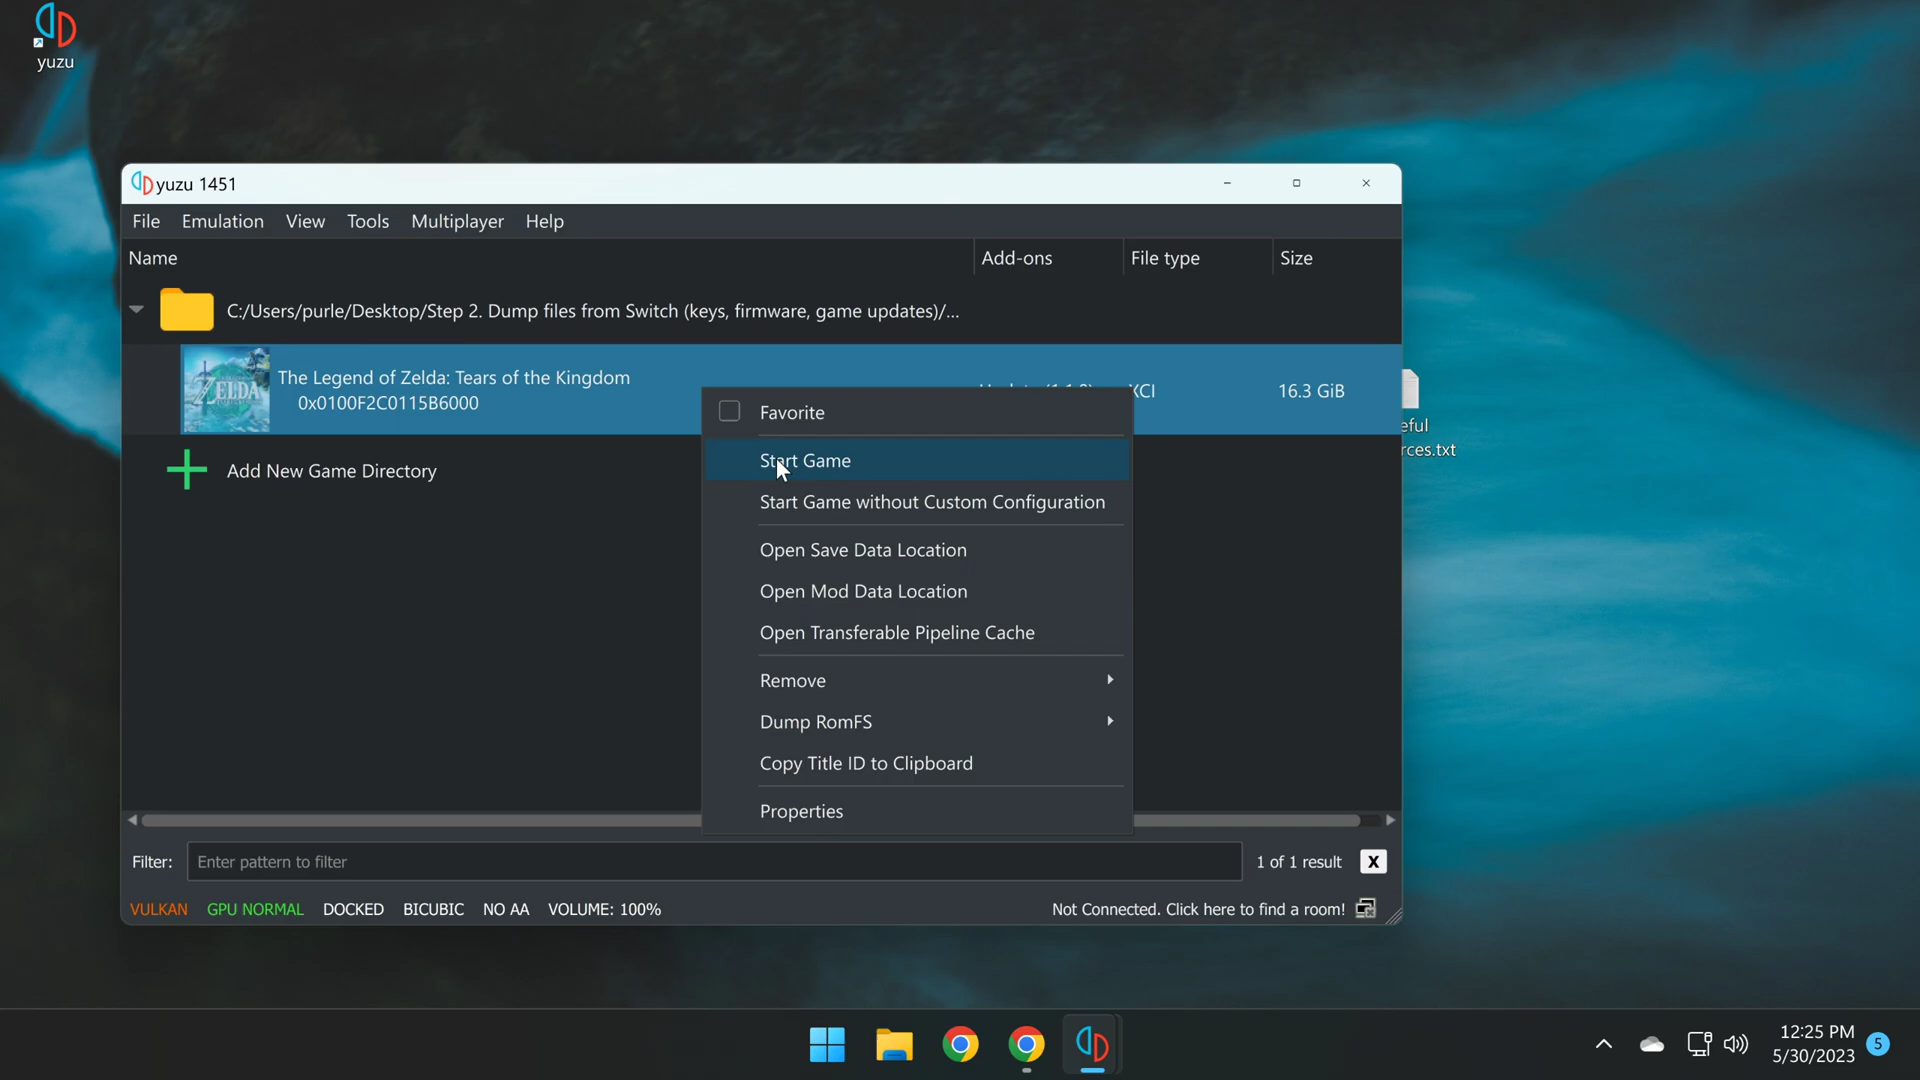 yuzu
yuzu 1451
File Emulation View Tools Multiplayer Help
Name Add-ons File type Size
C:/Users/purle/Desktop/Step 2. Dump files from Switch (keys, firmware, game updates)/...
ZELDA
The Legend of Zelda: Tears of the Kingdom
0x0100F2C0115B6000
XCI 16.3 GiB
Favorite
eful
rces.txt
Start Game
Add New Game Directory
Start Game without Custom Configuration
Open Save Data Location
Open Mod Data Location
Open Transferable Pipeline Cache
Remove
Dump RomFS
Copy Title ID to Clipboard
Properties
Filter: Enter pattern to filter 1 of 1 result X
VULKAN GPU NORMAL DOCKED BICUBIC NO AA VOLUME: 100% Not Connected. Click here to find a room!
12:25 PM
5/30/2023 5